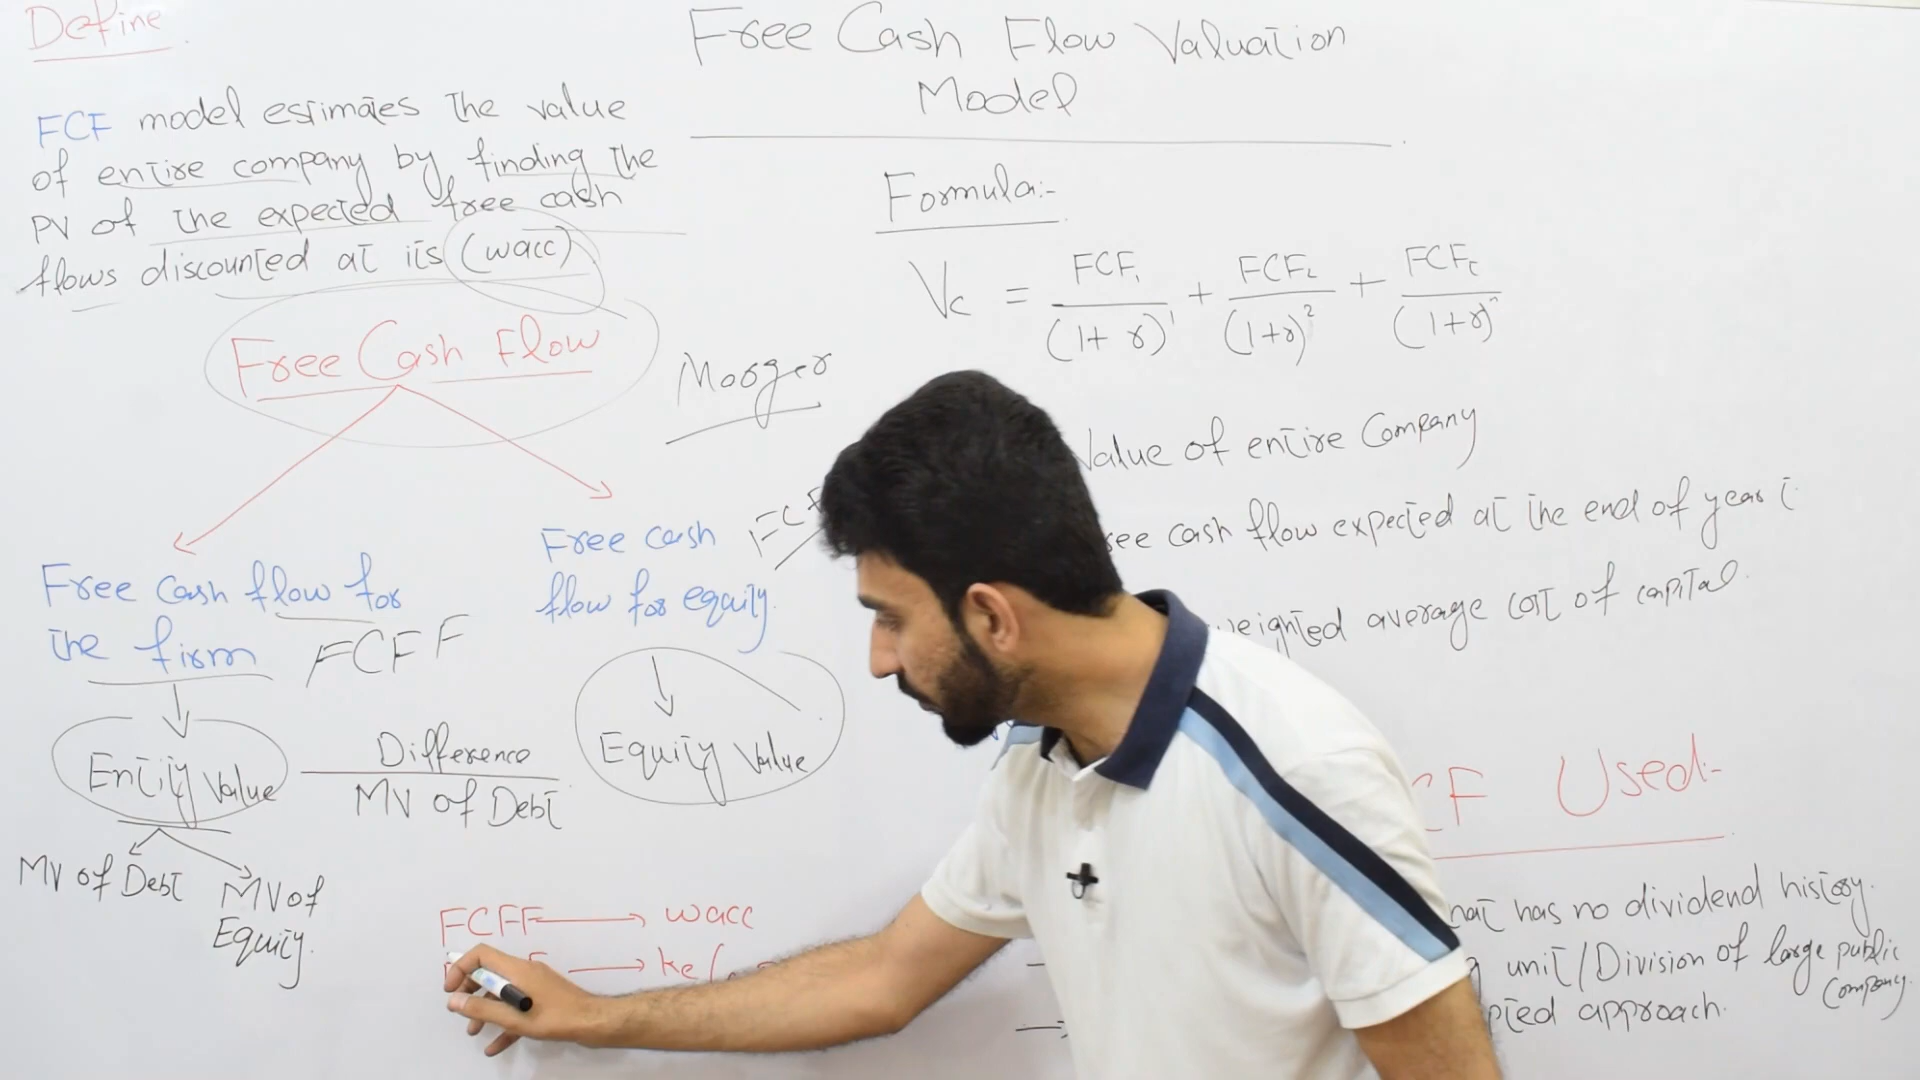 Define
FCF model estimates the value
of entire company by finding the
PV of the expected free cash
flows discounted at its (wacc)
Free Cash Flow Valuation
Model
Formula:-
Vc = FCF1/(1+r)^1 + FCF2/(1+r)^2 + FCFt/(1+r)^n
Free Cash Flow
Morger
Value of entire Company
cash flow expected at the end of year t
weighted average cost of capital
Free Cash flow for
the firm FCFF
Free cash
flow for equity.
Entity Value
Difference
MV of Debt
Equity Value
MV of Debt
MV of
Equity.
FCFF → wacc
→ ke
Used:-
has no dividend history.
unit/Division of large public
Company.
approach.